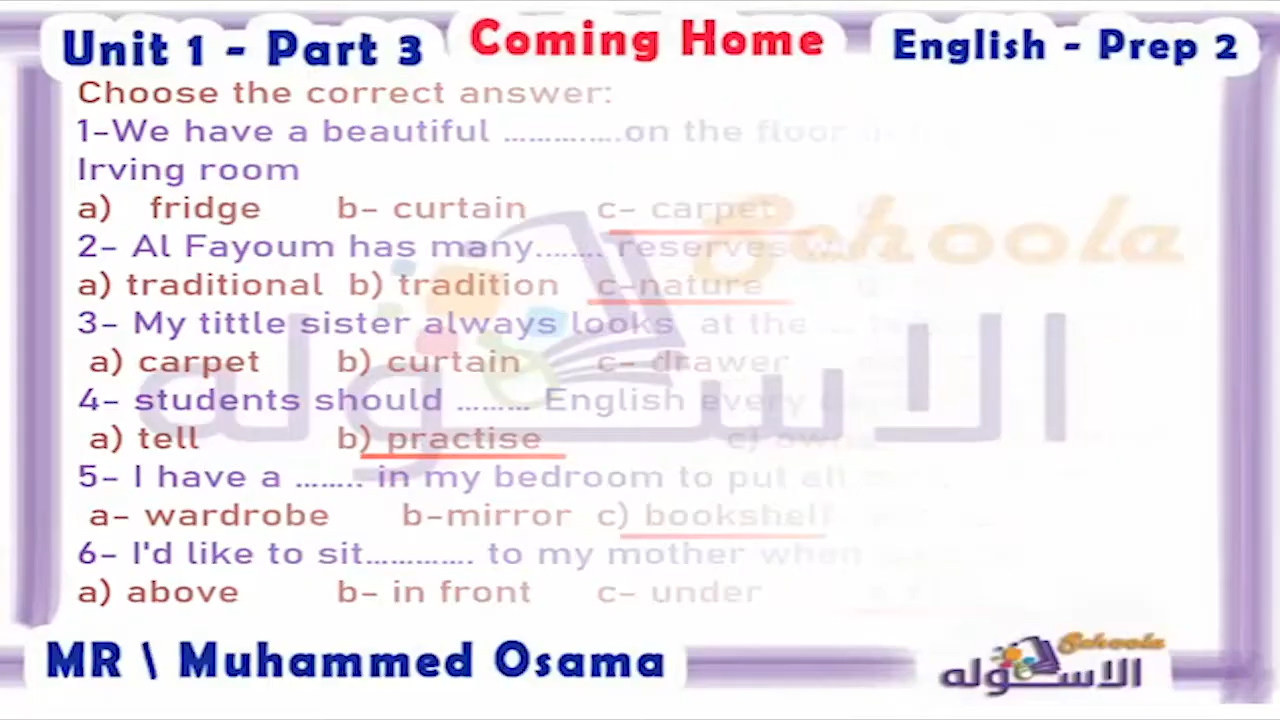 Unit 1 - Part 3 Coming Home English - Prep 2
Choose the correct answer:
1-We have a beautiful ..............on the floor
Irving room
a) fridge b- curtain c- carpet
2- Al Fayoum has many........ reserves
a) traditional b) tradition c-nature
3- My tittle sister always looks at the
a) carpet b) curtain c- drawer
4- students should ......... English every
a) tell b) practise c) own
5- I have a ........ in my bedroom to put all
a- wardrobe b-mirror c) bookshelf
6- I'd like to sit............. to my mother when
a) above b- in front c- under
Schoola
الاسكوله
MR \ Muhammed Osama
Schoola
الاسكوله